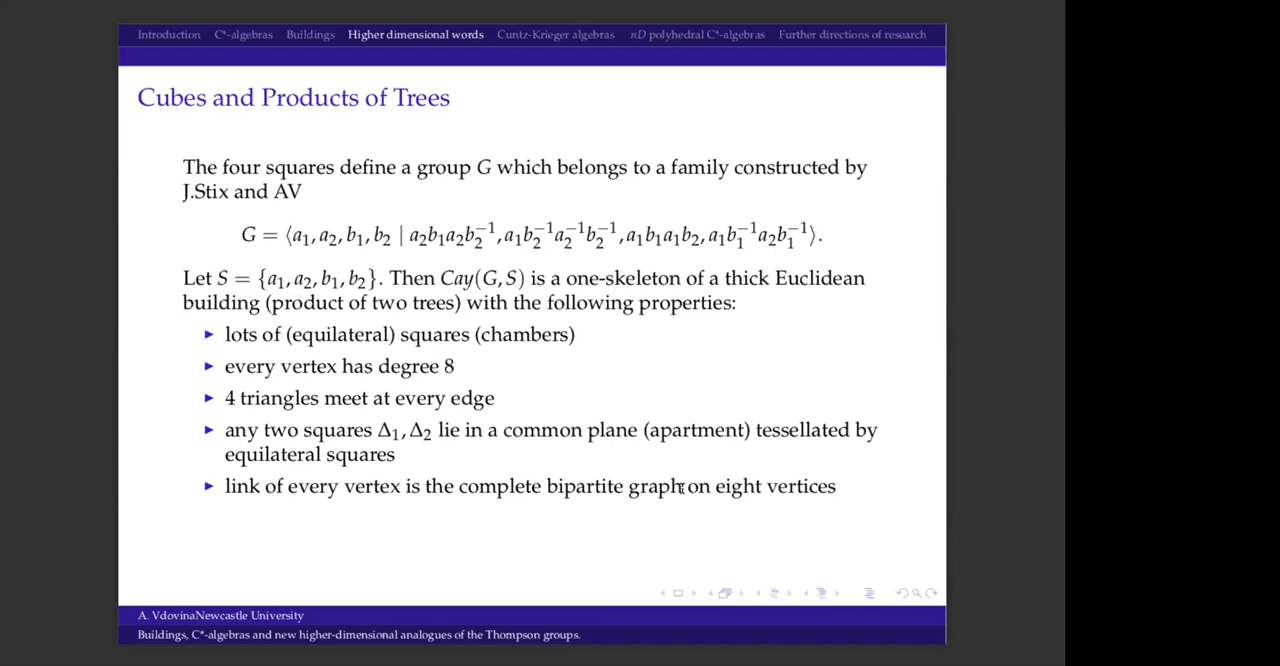 Introduction C*-algebras Buildings Higher dimensional words Cuntz-Krieger algebras nD polyhedral C*-algebras Further directions of research
Cubes and Products of Trees
The four squares define a group G which belongs to a family constructed by
J.Stix and AV
G = ⟨a₁, a₂, b₁, b₂ | a₂b₁a₂b₂⁻¹, a₁b₂⁻¹a₂⁻¹b₂⁻¹, a₁b₁a₁b₂, a₁b₁⁻¹a₂b₁⁻¹⟩.
Let S = {a₁, a₂, b₁, b₂}. Then Cay(G, S) is a one-skeleton of a thick Euclidean
building (product of two trees) with the following properties:
► lots of (equilateral) squares (chambers)
► every vertex has degree 8
► 4 triangles meet at every edge
► any two squares Δ₁, Δ₂ lie in a common plane (apartment) tessellated by
equilateral squares
► link of every vertex is the complete bipartite graph on eight vertices
A. VdovinaNewcastle University
Buildings, C*-algebras and new higher-dimensional analogues of the Thompson groups.